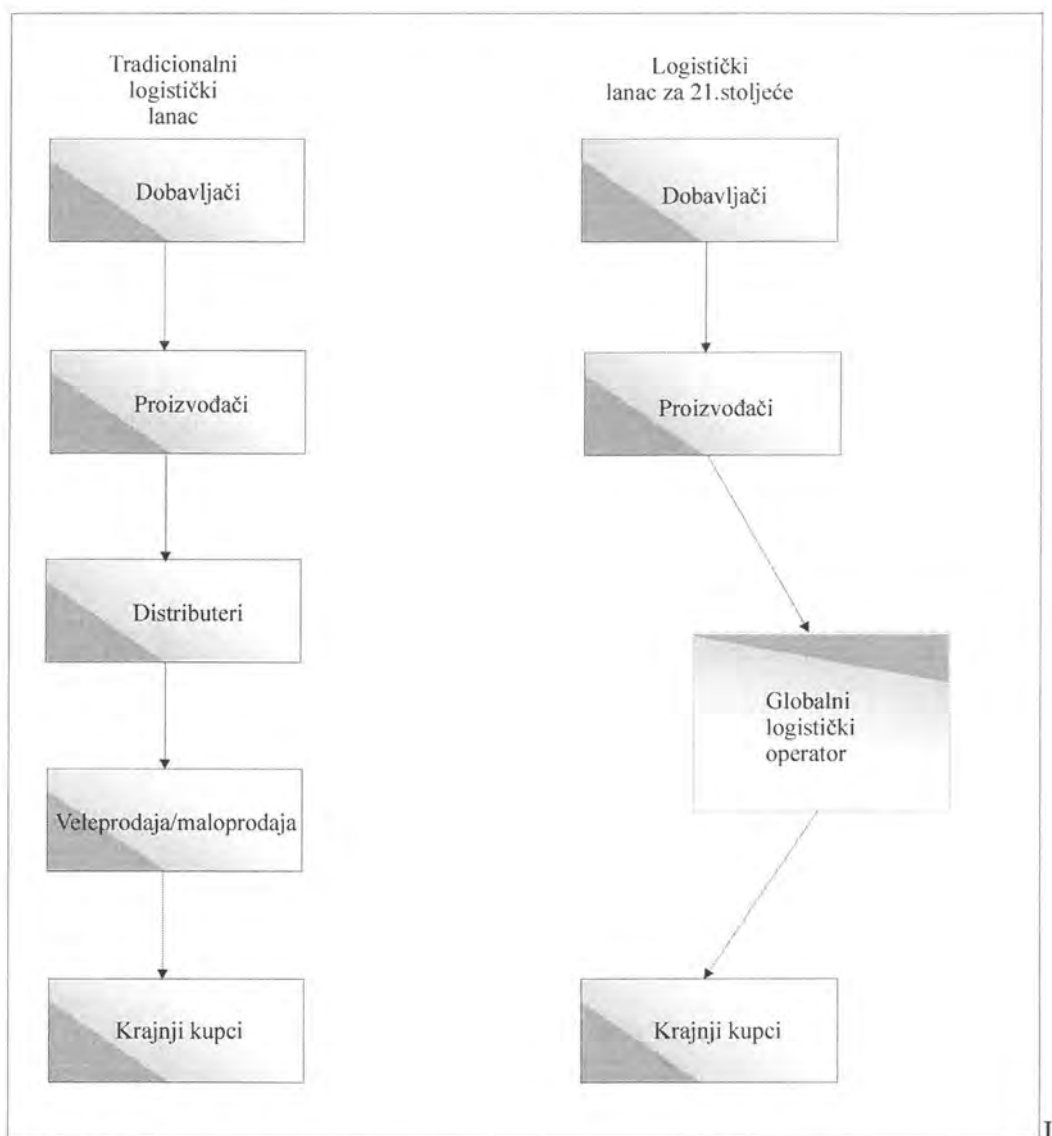 Tradicionalni
logistički
lanac
Dobavljači
Proizvođači
Distributeri
Veleprodaja/maloprodaja
Krajnji kupci
Logistički
lanac za 21.stoljeće
Dobavljači
Proizvođači
Globalni
logistički
operator
Krajnji kupci
I